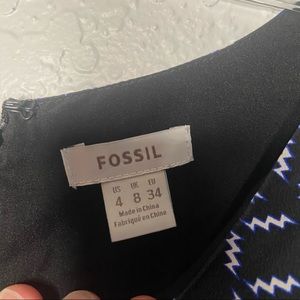 FOSSIL
US UK EU
4 8 34
Made in China
Fabriqué en Chine